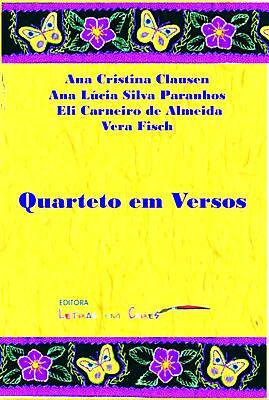 Ana Cristina Clausen
Ana Lúcia Silva Paranhos
Eli Carneiro de Almeida
Vera Fisch
Quarteto em Versos
EDITORA
Letras em Cores